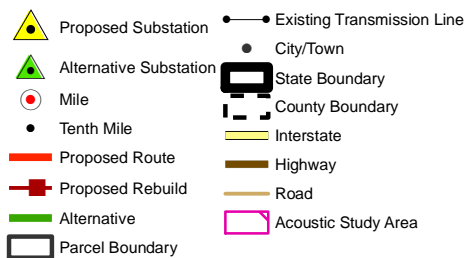 Proposed Substation
Alternative Substation
Mile
Tenth Mile
Proposed Route
Proposed Rebuild
Alternative
Parcel Boundary
Existing Transmission Line
City/Town
State Boundary
County Boundary
Interstate
Highway
Road
Acoustic Study Area